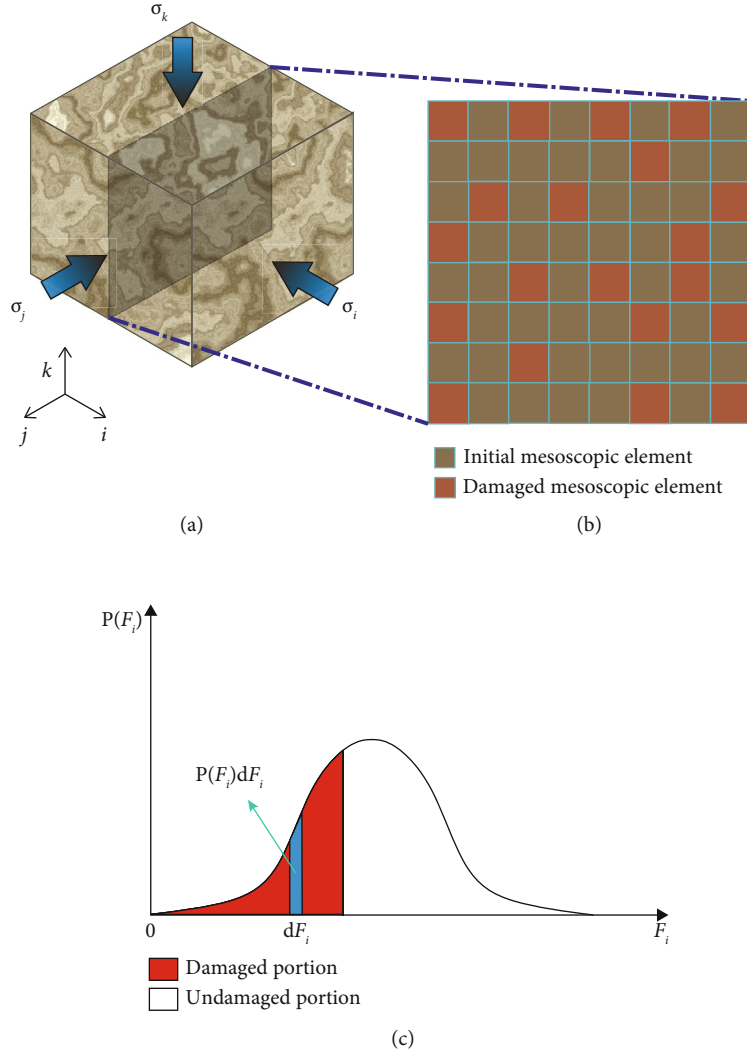 σk
σj
σi
k
j
i
Initial mesoscopic element
Damaged mesoscopic element
(a)
(b)
P(Fi)
P(Fi)dFi
0
dFi
Fi
Damaged portion
Undamaged portion
(c)